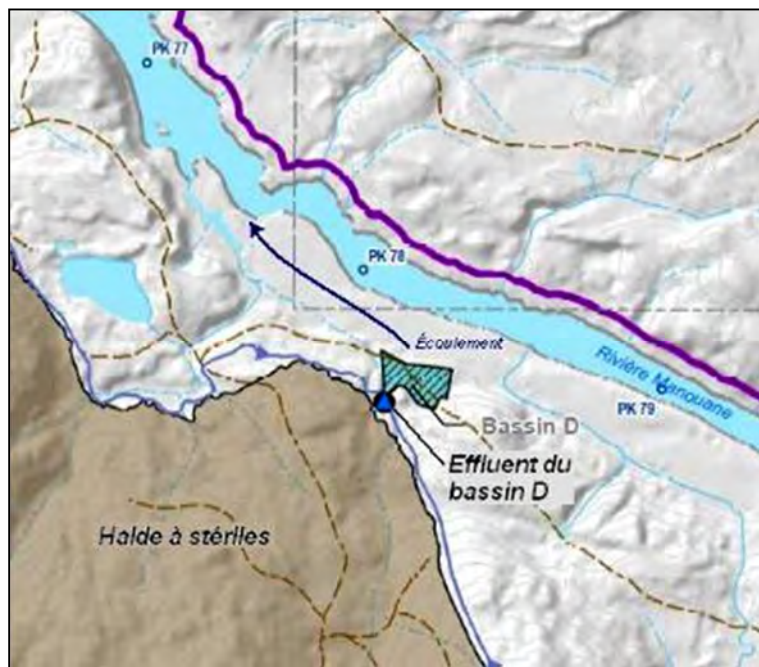 PK 77
PK 78
Écoulement
Rivière Manouane
PK 79
Bassin D
Effluent du
bassin D
Halde à stériles